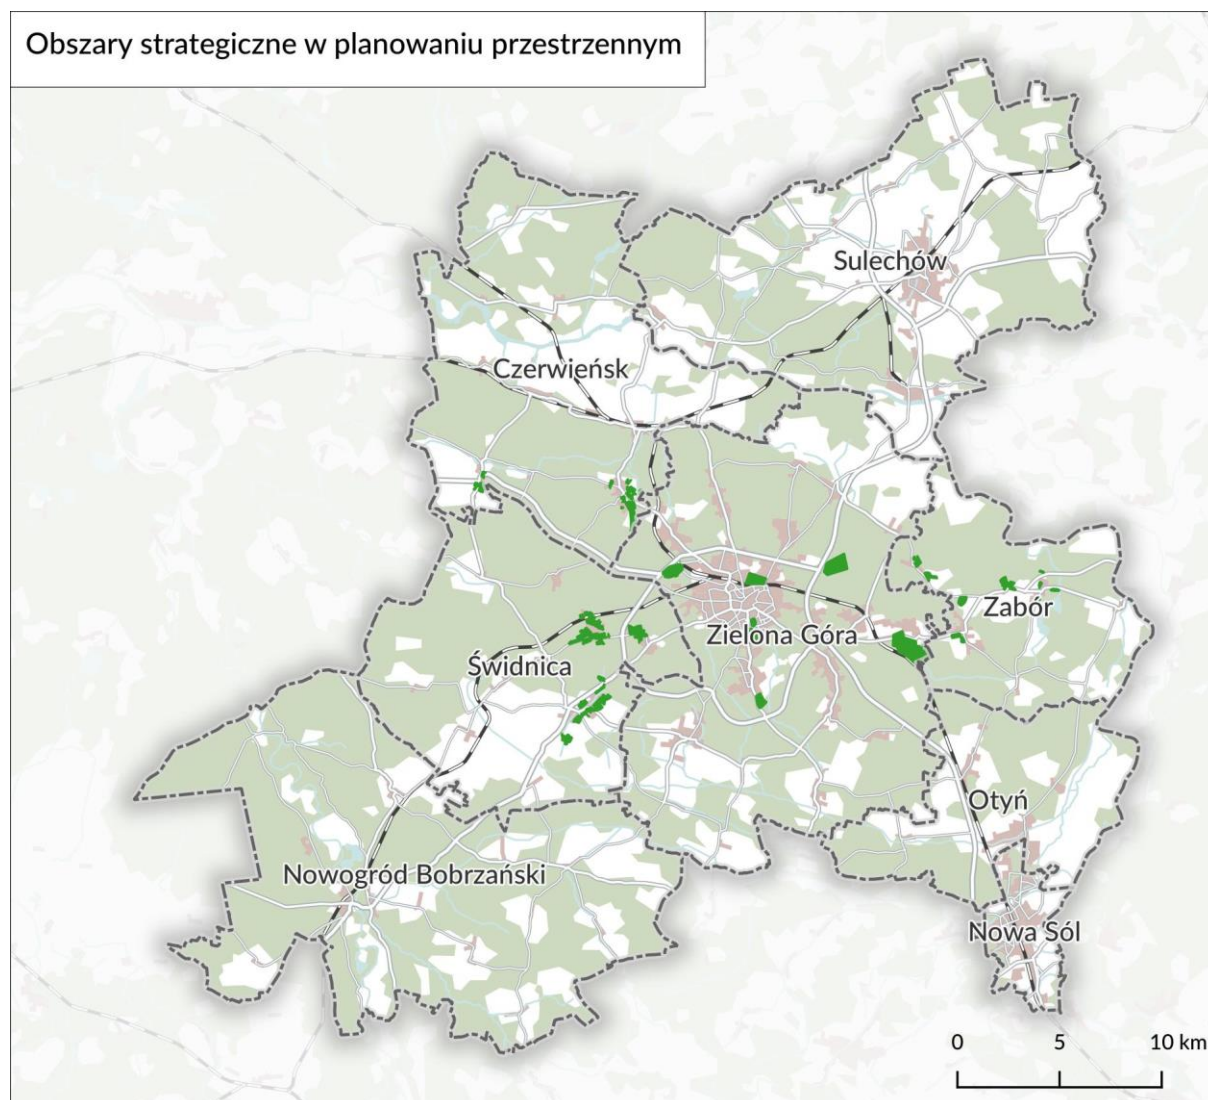 Obszary strategiczne w planowaniu przestrzennym
Sulechów
Czerwieńsk
Zabór
Zielona Góra
Świdnica
Otyń
Nowogród Bobrzański
Nowa Sól
0 5 10 km